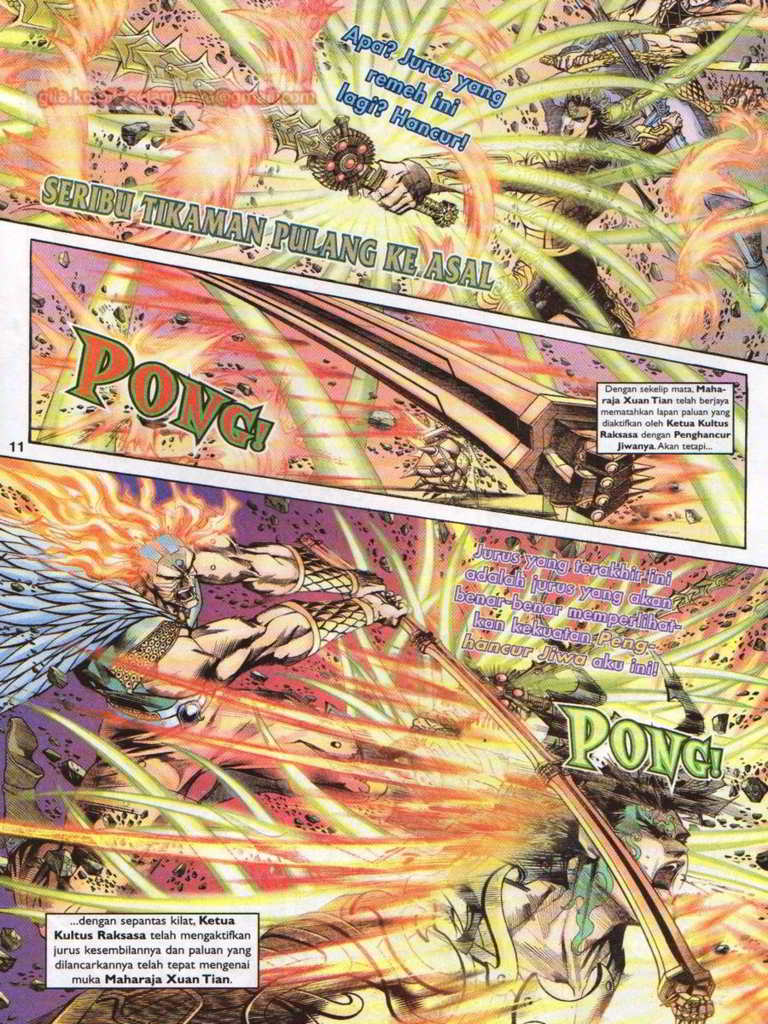 Apa? Jurus yang
remeh ini
lagi? Hancur!
SERIBU TIKAMAN PULANG KE ASAL
PONG!
Dengan sekelip mata, Maha-
raja Xuan Tian telah berjaya
mematahkan lapan paluan yang
diaktifkan oleh Ketua Kultus
Raksasa dengan Penghancur
Jiwanya. Akan tetapi...
11
Jurus yang terakhir ini
adalah jurus yang akan
benar-benar memperlihat-
kan kekuatan Peng-
hancur Jiwa aku ini!
PONG!
...dengan sepantas kilat, Ketua
Kultus Raksasa telah mengaktifkan
jurus kesembilannya dan paluan yang
dilancarkannya telah tepat mengenai
muka Maharaja Xuan Tian.